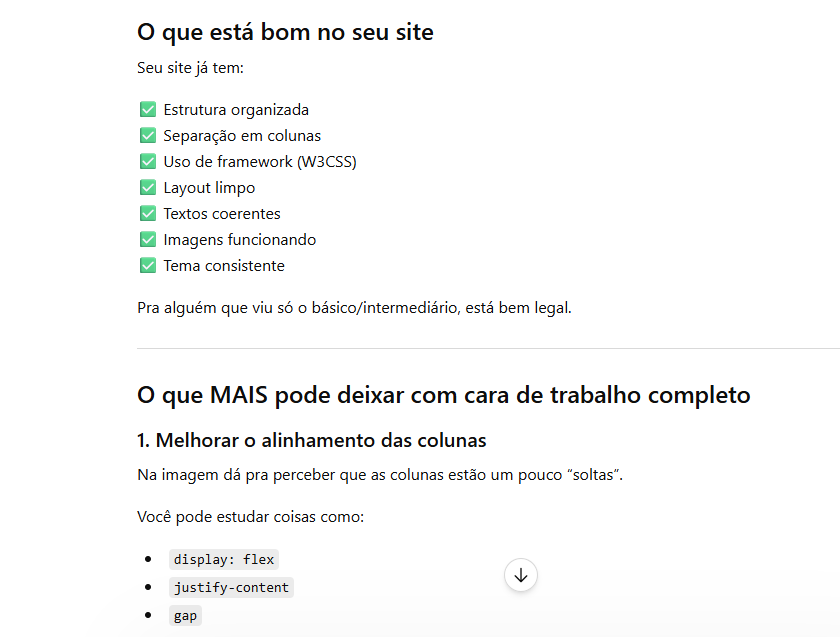 O que está bom no seu site
Seu site já tem:
✅ Estrutura organizada
✅ Separação em colunas
✅ Uso de framework (W3CSS)
✅ Layout limpo
✅ Textos coerentes
✅ Imagens funcionando
✅ Tema consistente
Pra alguém que viu só o básico/intermediário, está bem legal.
O que MAIS pode deixar com cara de trabalho completo
1. Melhorar o alinhamento das colunas
Na imagem dá pra perceber que as colunas estão um pouco “soltas”.
Você pode estudar coisas como:
• display: flex
• justify-content
• gap